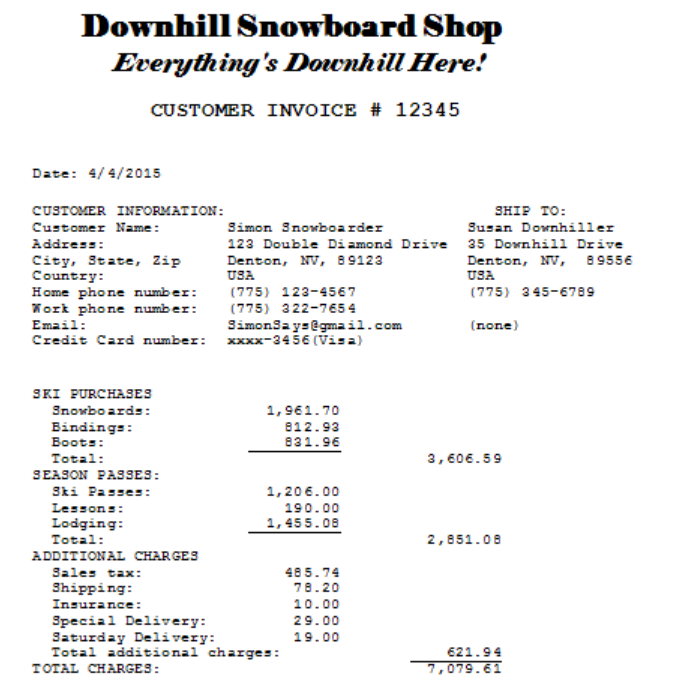 Downhill Snowboard Shop
Everything's Downhill Here!
CUSTOMER INVOICE # 12345
Date: 4/4/2015
CUSTOMER INFORMATION: SHIP TO:
Customer Name: Simon Snowboarder Susan Downhiller
Address: 123 Double Diamond Drive 35 Downhill Drive
City, State, Zip Denton, NV, 89123 Denton, NV, 89556
Country: USA USA
Home phone number: (775) 123-4567 (775) 345-6789
Work phone number: (775) 322-7654
Email: SimonSays@gmail.com (none)
Credit Card number: xxxx-3456(Visa)
SKI PURCHASES
Snowboards: 1,961.70
Bindings: 812.93
Boots: 831.96
Total: 3,606.59
SEASON PASSES:
Ski Passes: 1,206.00
Lessons: 190.00
Lodging: 1,455.08
Total: 2,851.08
ADDITIONAL CHARGES
Sales tax: 485.74
Shipping: 78.20
Insurance: 10.00
Special Delivery: 29.00
Saturday Delivery: 19.00
Total additional charges: 621.94
TOTAL CHARGES: 7,079.61